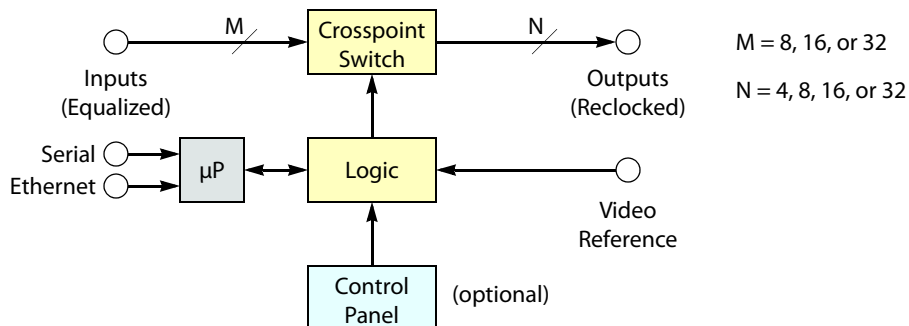 M
Crosspoint
Switch
N
M = 8, 16, or 32
Inputs
(Equalized)
Outputs
(Reclocked)
N = 4, 8, 16, or 32
Serial
Ethernet
µP
Logic
Video
Reference
Control
Panel
(optional)